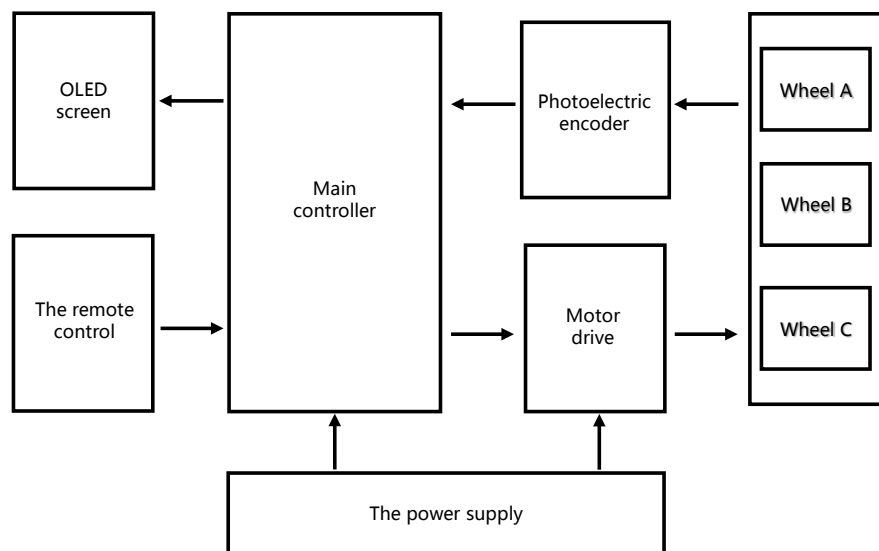 OLED
screen
Main
controller
Photoelectric
encoder
Wheel A
Wheel B
Wheel C
The remote
control
Motor
drive
The power supply